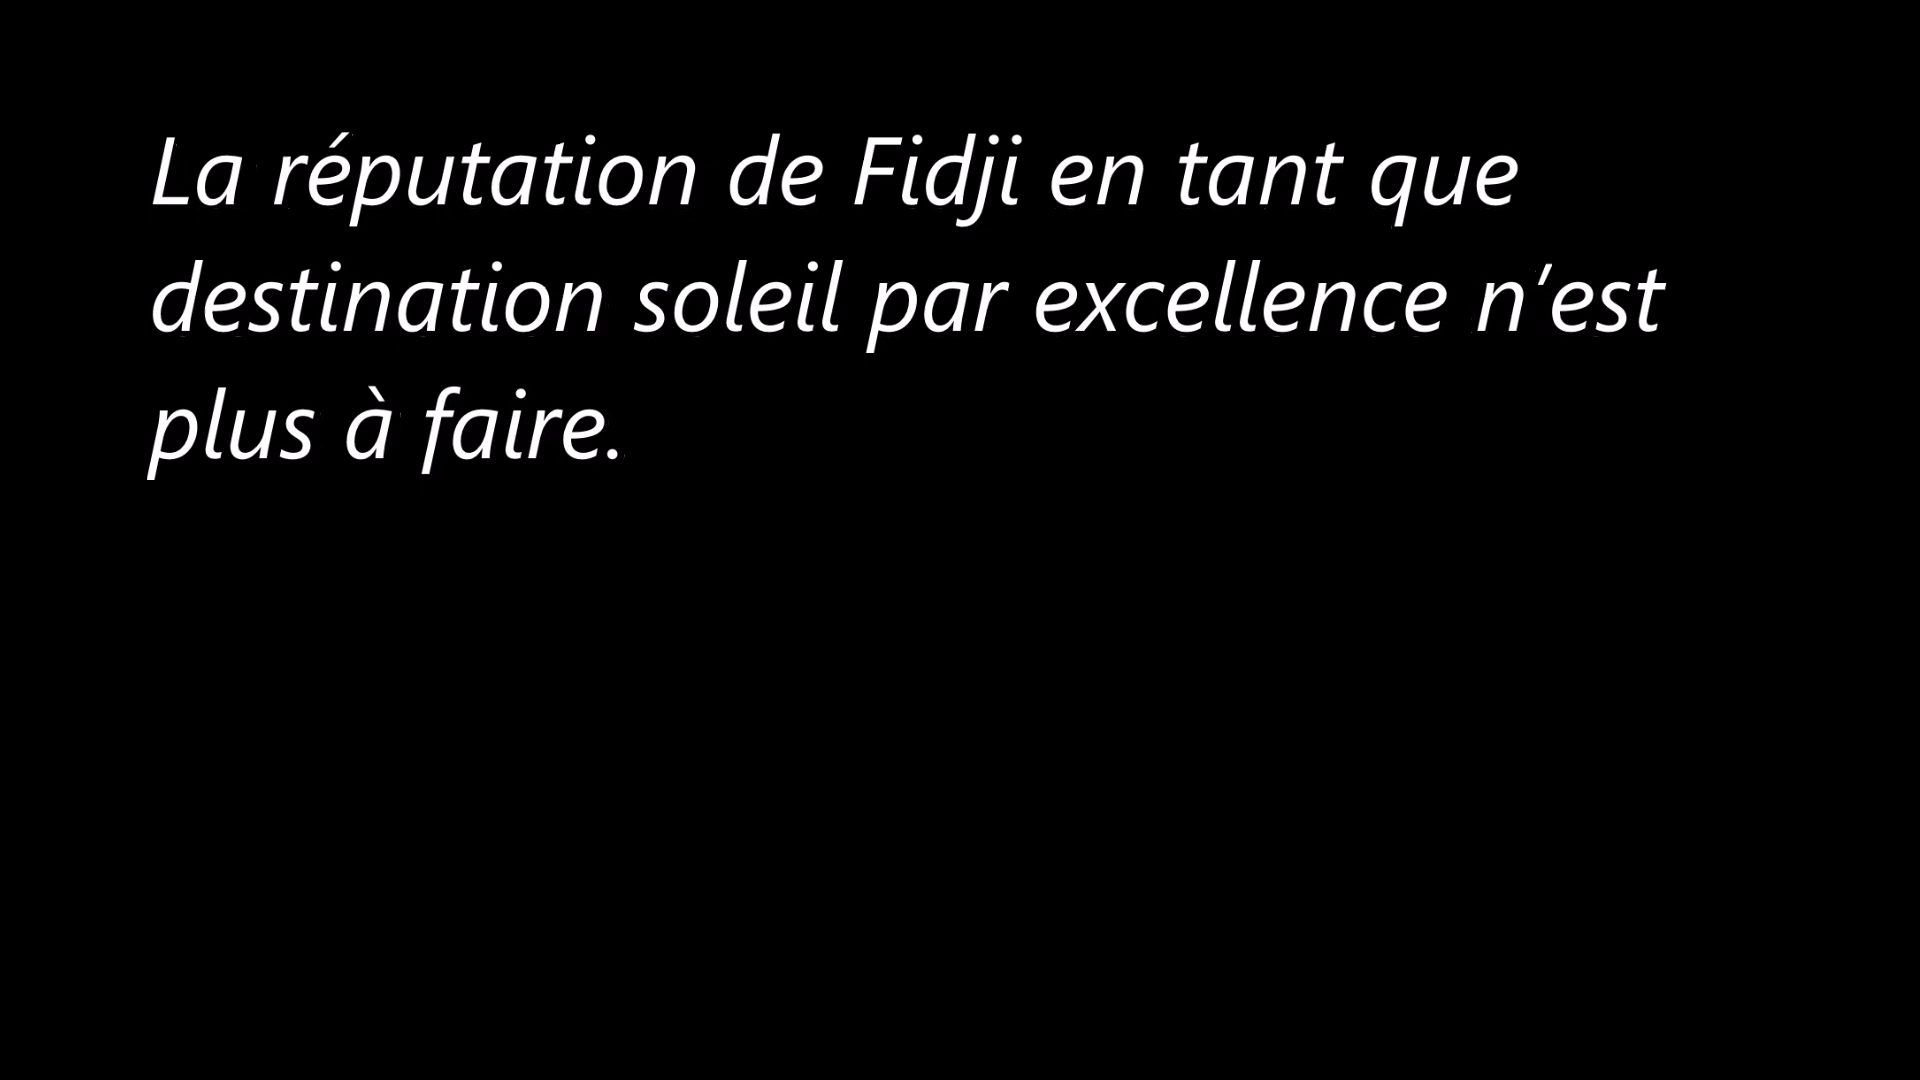 La réputation de Fidji en tant que
destination soleil par excellence n’est
plus à faire.